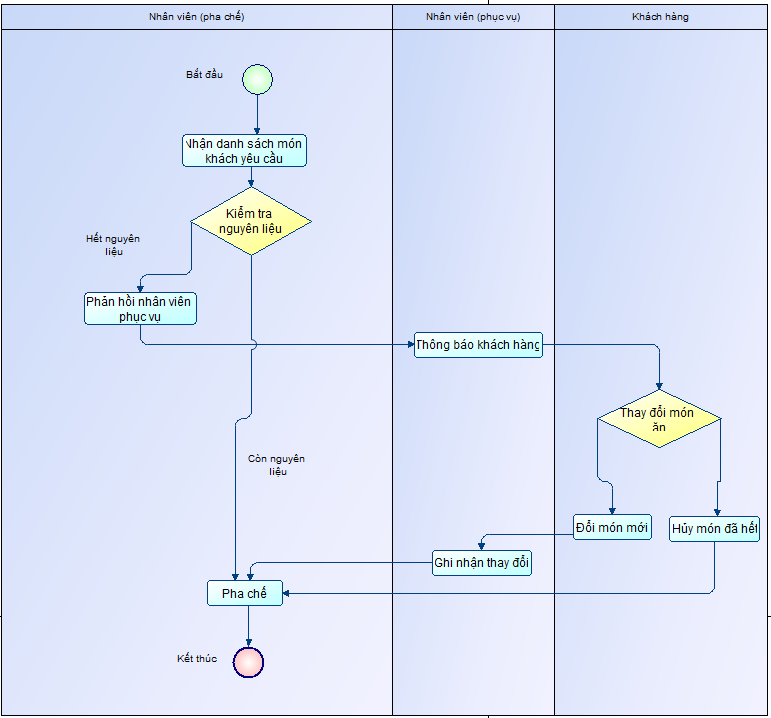 Nhân viên (pha chế)
Nhân viên (phục vụ)
Khách hàng
Bắt đầu
Nhận danh sách món
khách yêu cầu
Kiểm tra
nguyên liệu
Hết nguyên
liệu
Phản hồi nhân viên
phục vụ
Thông báo khách hàng
Thay đổi món
ăn
Còn nguyên
liệu
Đổi món mới
Hủy món đã hết
Ghi nhận thay đổi
Pha chế
Kết thúc